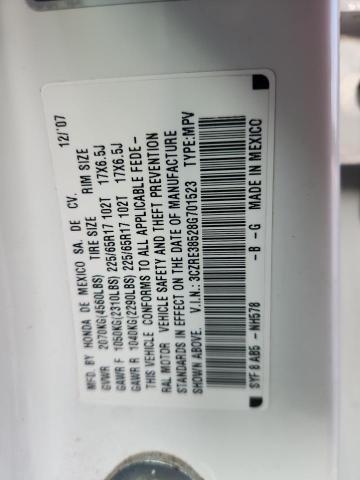 MFD. BY HONDA DE MEXICO SA. DE CV. 12/'07
GVWR 2070KG(4560LBS) TIRE SIZE RIM SIZE
GAWR F 1050KG(2310LBS) 225/65R17 102T 17X6.5J
GAWR R 1040KG(2290LBS) 225/65R17 102T 17X6.5J
THIS VEHICLE CONFORMS TO ALL APPLICABLE FEDE-
RAL MOTOR VEHICLE SAFETY AND THEFT PREVENTION
STANDARDS IN EFFECT ON THE DATE OF MANUFACTURE
SHOWN ABOVE. V.I.N.: 3CZRE38528G701523 TYPE:MPV
SYF 8 AB5 -NH578 -B -G MADE IN MEXICO